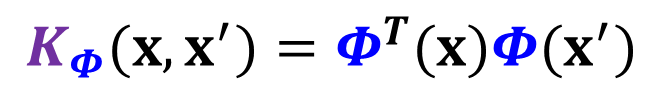 K_Φ(x, x′) = Φ^T(x)Φ(x′)